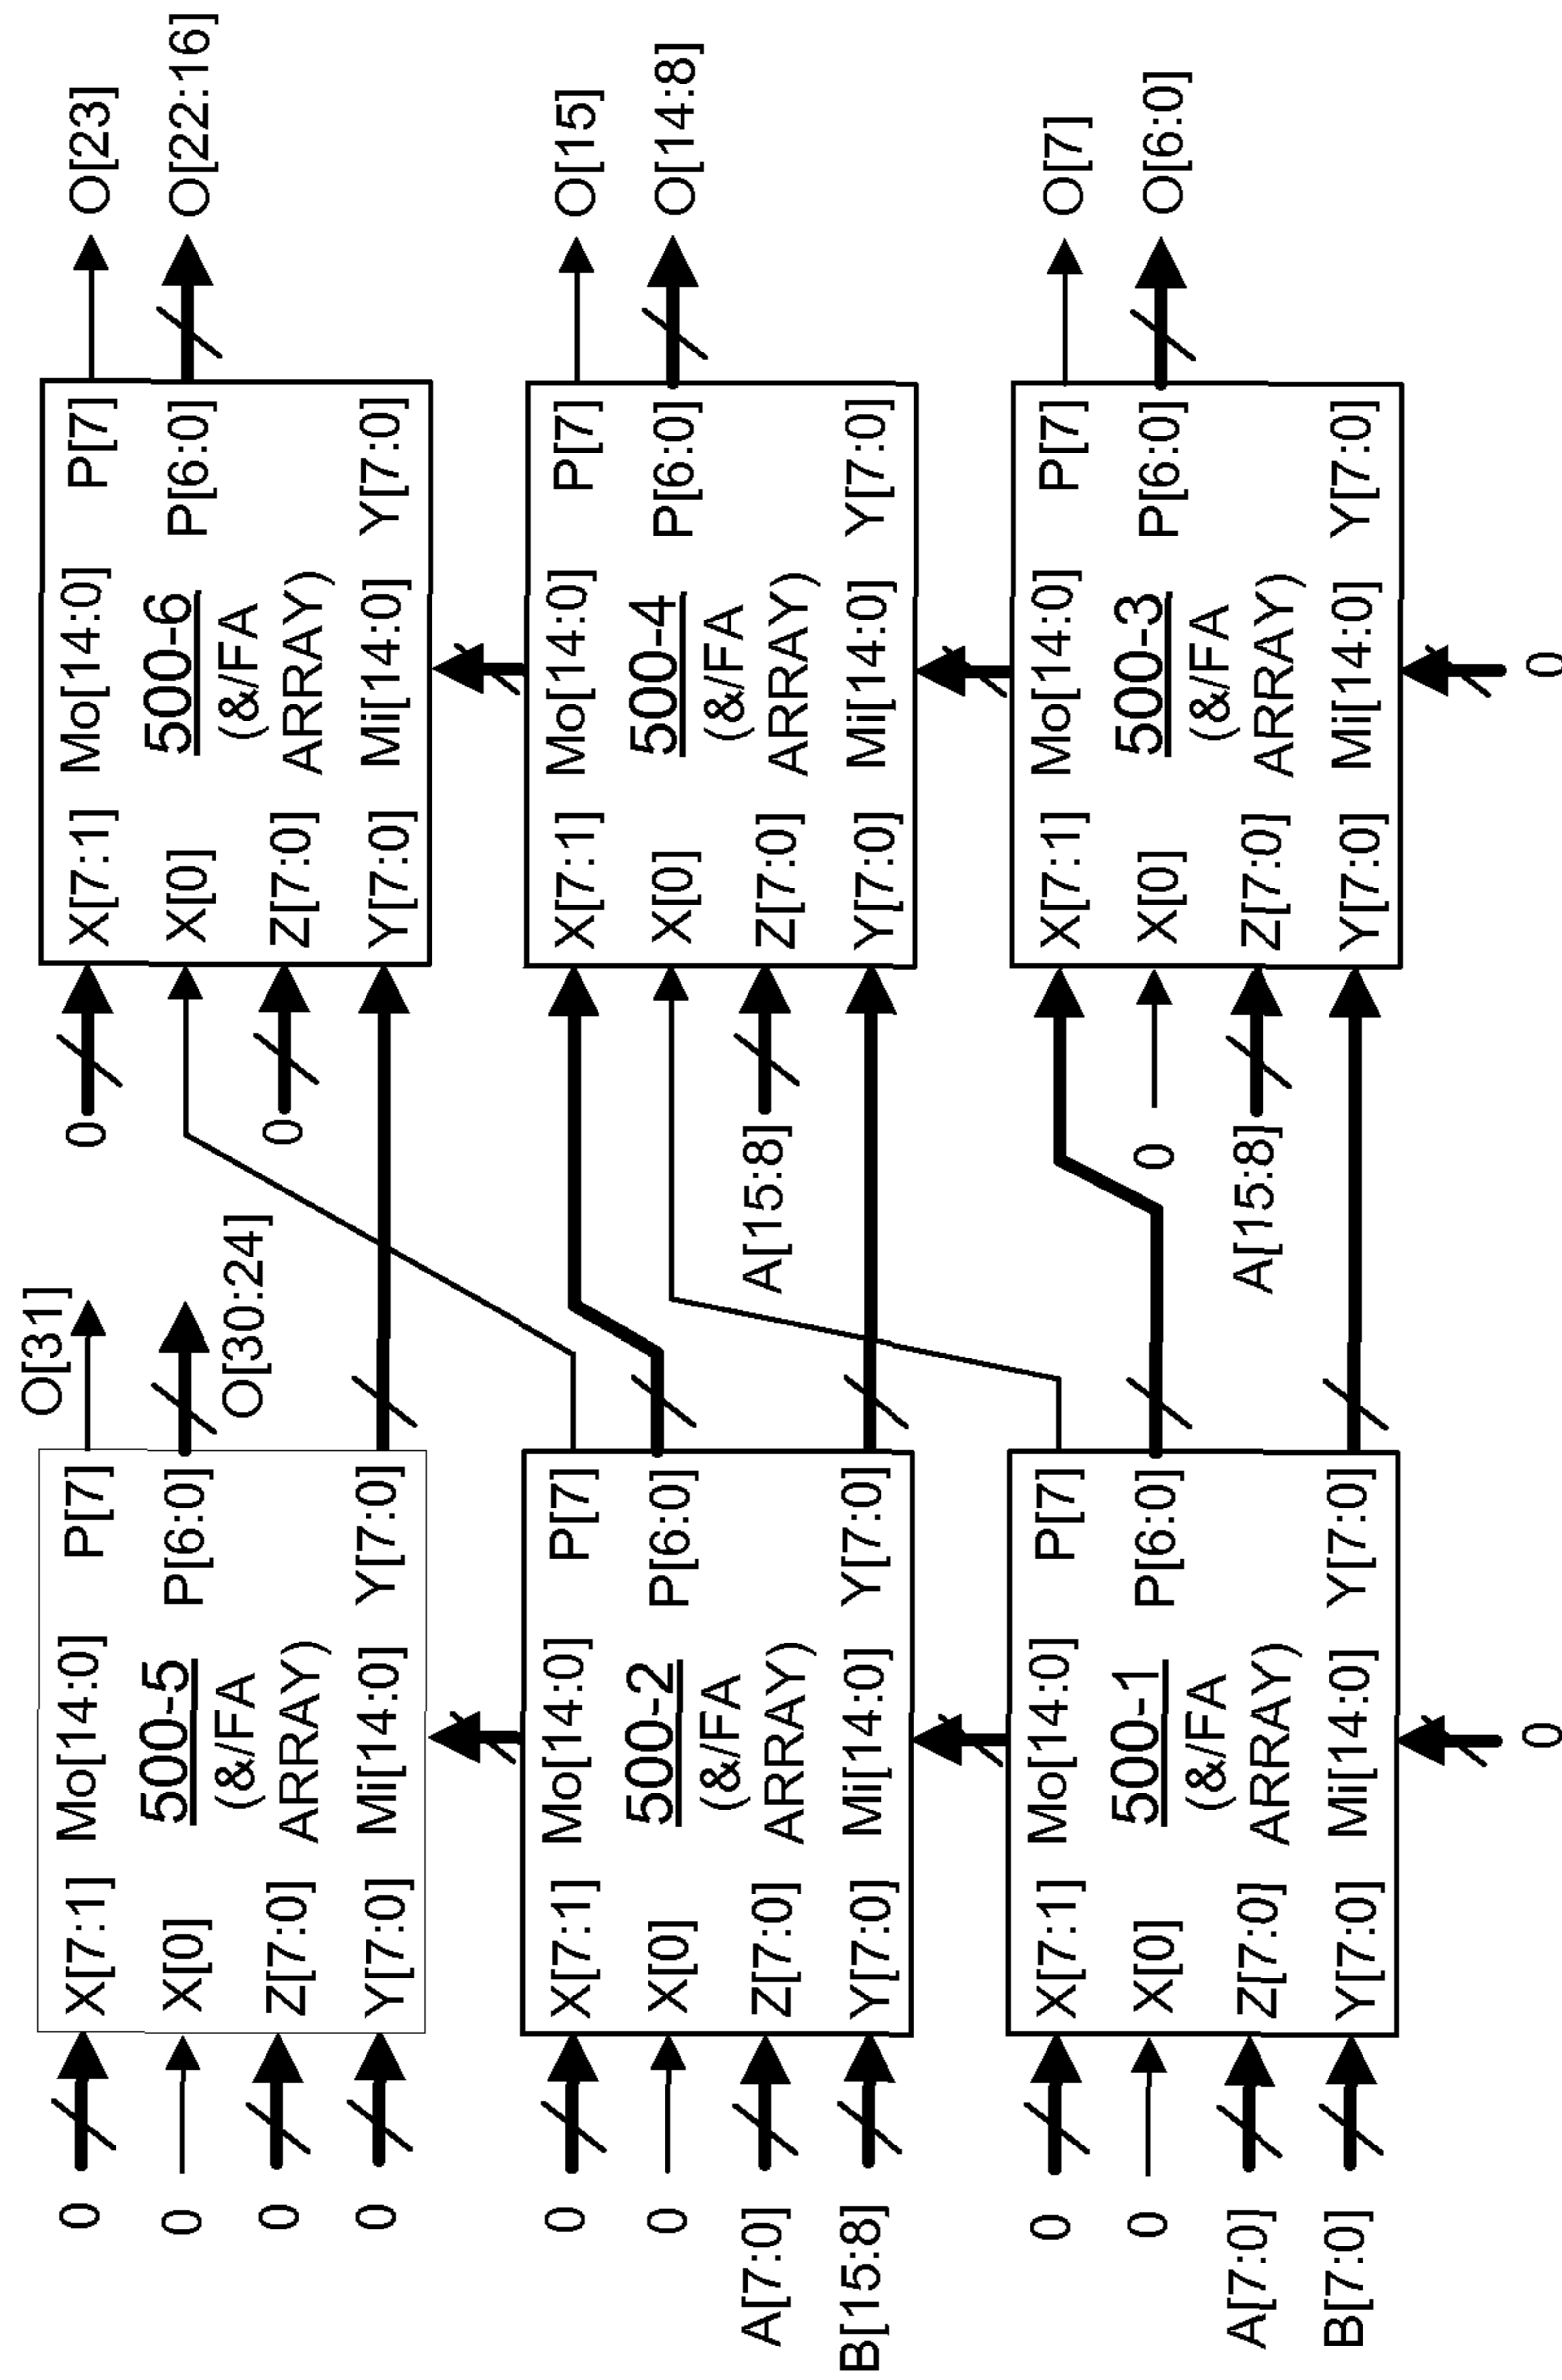 O[31]
0 X[7:1] Mo[14:0] P[7] 0 X[7:1] Mo[14:0] P[7] O[23]
0 X[0] 500-5 P[6:0] X[0] 500-6 P[6:0] O[22:16]
(&/FA O[30:24] (&/FA
0 Z[7:0] ARRAY) 0 Z[7:0] ARRAY)
0 Y[7:0] Mi[14:0] Y[7:0] Y[7:0] Mi[14:0] Y[7:0]
0 X[7:1] Mo[14:0] P[7] X[7:1] Mo[14:0] P[7] O[15]
0 X[0] 500-2 P[6:0] X[0] 500-4 P[6:0] O[14:8]
(&/FA (&/FA
A[7:0] Z[7:0] ARRAY) A[15:8] Z[7:0] ARRAY)
B[15:8] Y[7:0] Mi[14:0] Y[7:0] Y[7:0] Mi[14:0] Y[7:0]
0 X[7:1] Mo[14:0] P[7] X[7:1] Mo[14:0] P[7] O[7]
0 X[0] 500-1 P[6:0] 0 X[0] 500-3 P[6:0] O[6:0]
(&/FA (&/FA
A[7:0] Z[7:0] ARRAY) A[15:8] Z[7:0] ARRAY)
B[7:0] Y[7:0] Mi[14:0] Y[7:0] Y[7:0] Mi[14:0] Y[7:0]
0 0